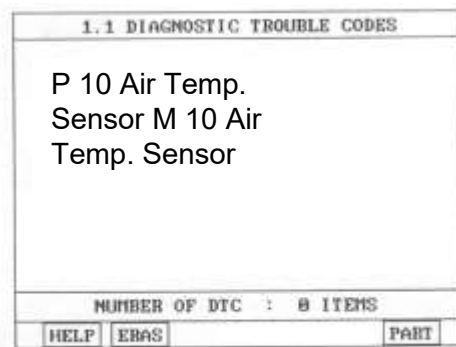 1.1 DIAGNOSTIC TROUBLE CODES
P 10 Air Temp.
Sensor M 10 Air
Temp. Sensor
NUMBER OF DTC : 0 ITEMS
HELP ERAS PART